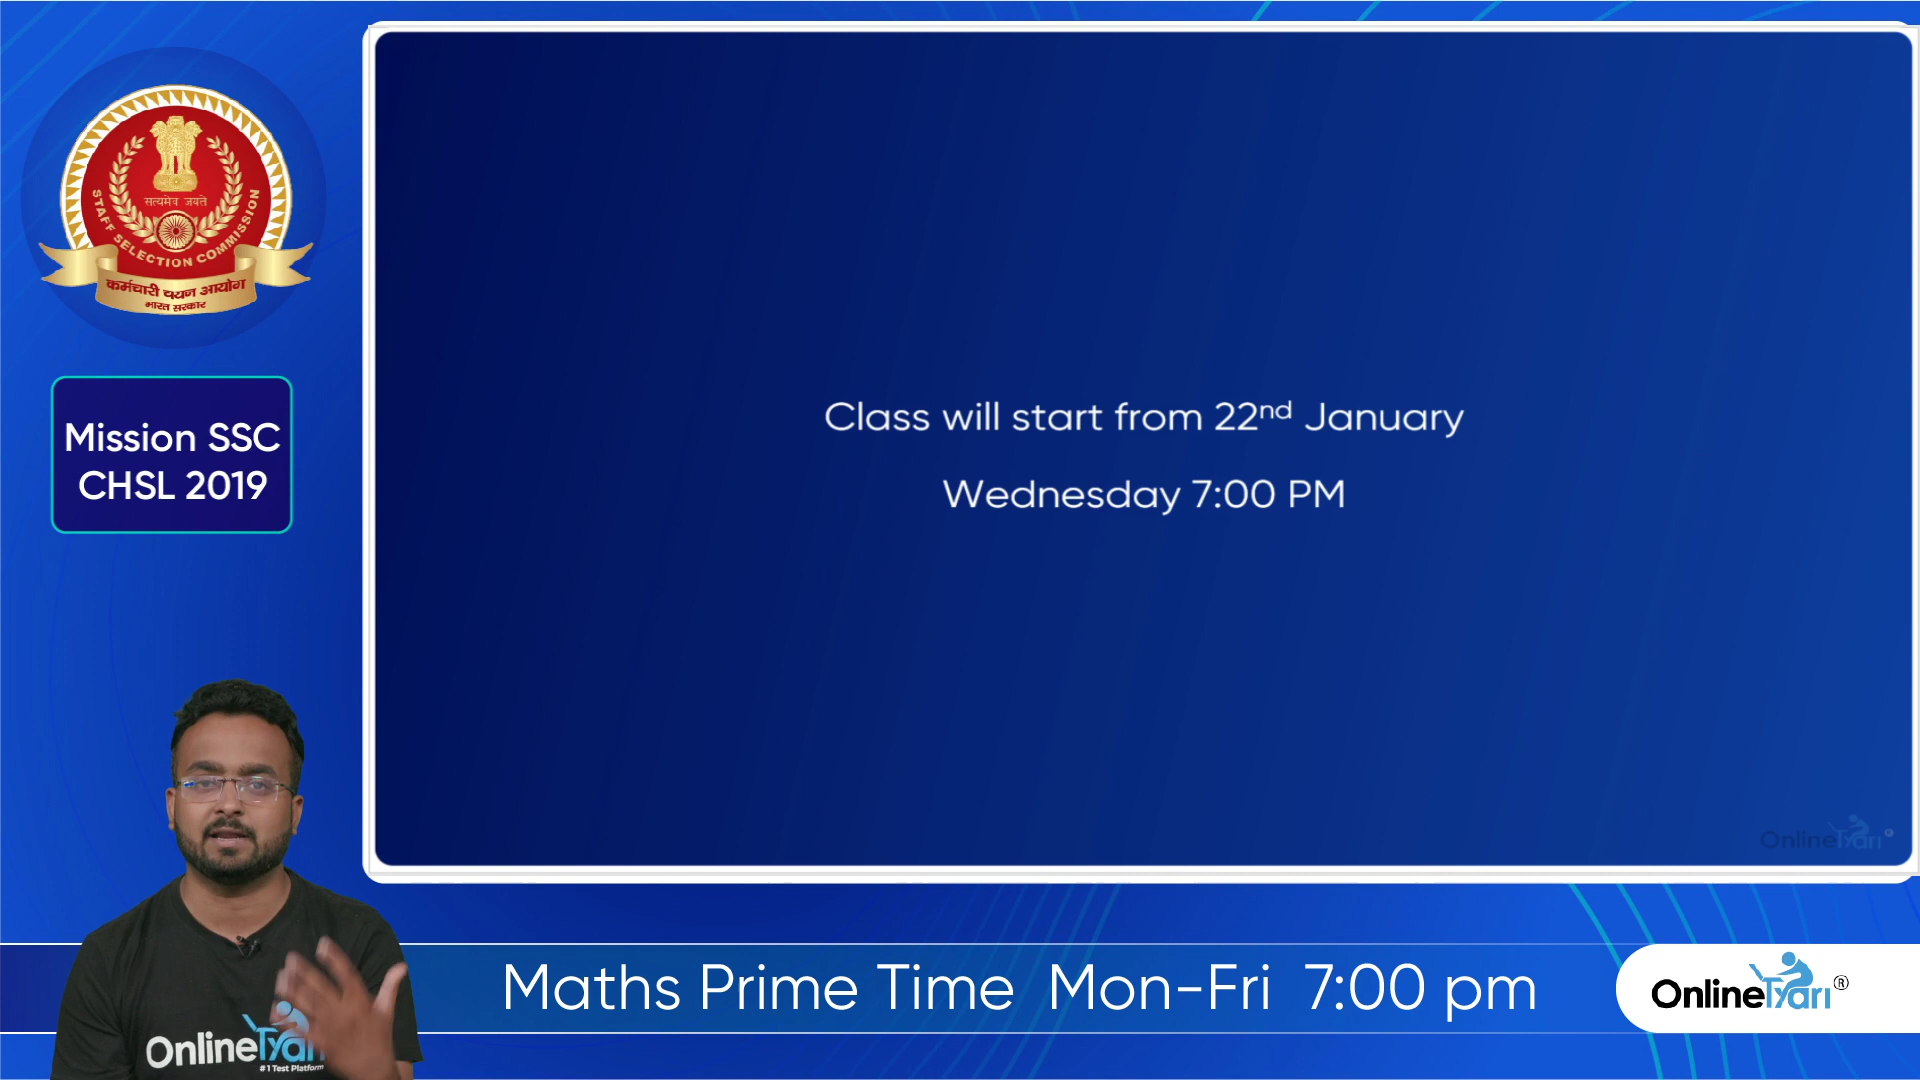 सत्यमेव जयते
STAFF SELECTION COMMISSION
कर्मचारी चयन आयोग
भारत सरकार
Mission SSC
CHSL 2019
Class will start from 22nd January
Wednesday 7:00 PM
OnlineTyari®
OnlineTyari
#1 Test Platform
Maths Prime Time Mon-Fri 7:00 pm
OnlineTyari®